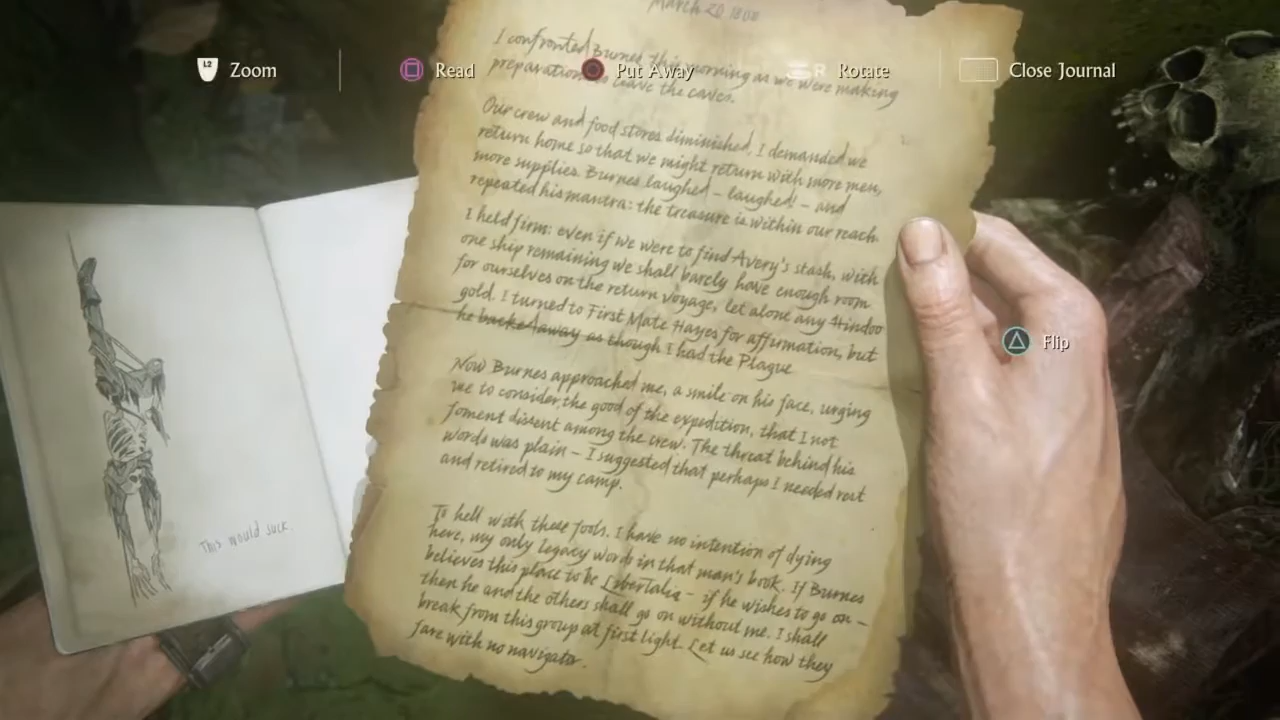 March 20 1800
I confronted Burnes this morning as we were making
preparations to leave the caves.
L2 Zoom
Read
Put Away
R Rotate
Close Journal
Our crew and food stores diminished, I demanded we
return home so that we might return with more men,
more supplies. Burnes laughed - laughed! - and
repeated his mantra: the treasure is within our reach.
I held firm: even if we were to find Avery's stash, with
one ship remaining we shall barely have enough room
for ourselves on the return voyage, let alone any Hindoo
gold. I turned to First Mate Hayes for affirmation, but
he backed away as though I had the Plague.
Flip
Now Burnes approached me, a smile on his face, urging
me to consider the good of the expedition, that I not
foment dissent among the crew. The threat behind his
words was plain - I suggested that perhaps I needed rest
and retired to my camp.
To hell with these fools. I have no intention of dying
here, my only legacy words in that man's book. If Burnes
believes this place to be Libertalia - if he wishes to go on -
then he and the others shall go on without me. I shall
break from this group at first light. Let us see how they
fare with no navigator.
This would suck.